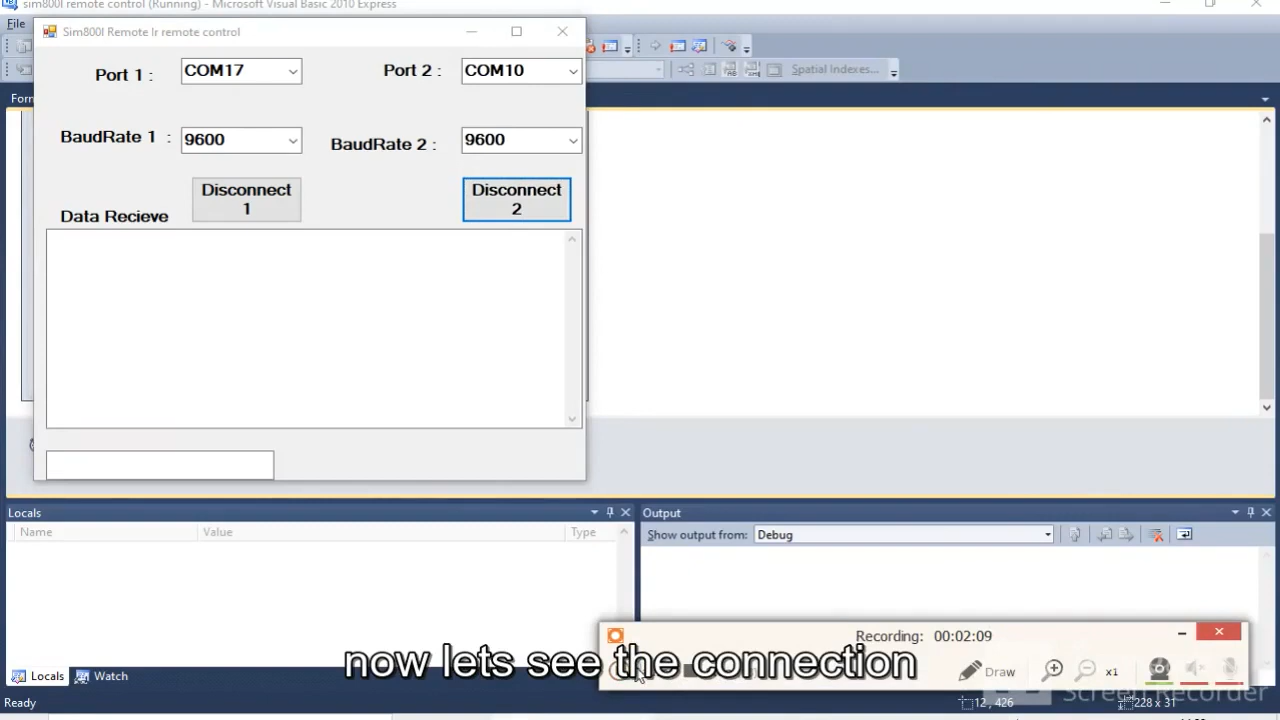 sim800l remote control (Running) - Microsoft Visual Basic 2010 Express
File
Sim800l Remote Ir remote control
Spatial Indexes...
Port 1 :
COM17
Port 2 :
COM10
Form
BaudRate 1 :
9600
BaudRate 2 :
9600
Disconnect
1
Disconnect
2
Data Recieve
Locals
Output
Name
Value
Type
Show output from:
Debug
Recording: 00:02:09
now lets see the connection
Draw
x1
Locals
Watch
Screen Recorder
Ready
12 , 426
228 x 31